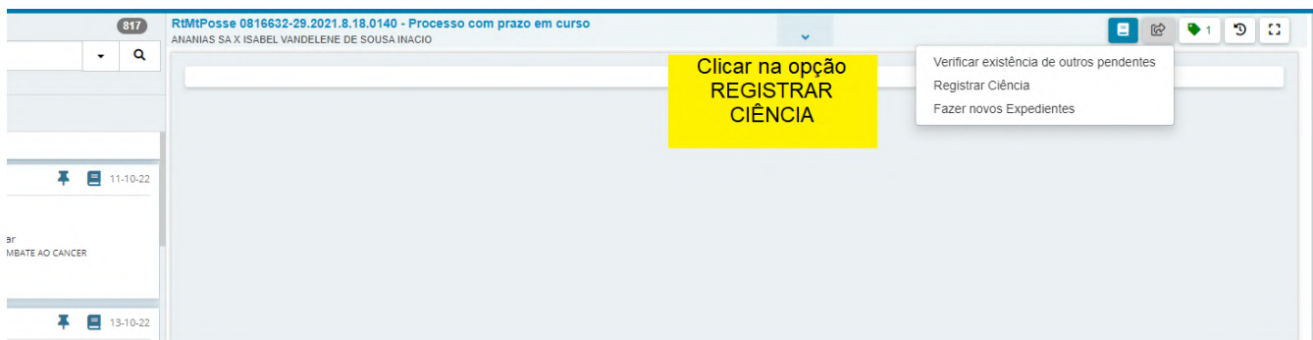 817
RtMtPosse 0816632-29.2021.8.18.0140 - Processo com prazo em curso
ANANIAS SA X ISABEL VANDELENE DE SOUSA INACIO
1
Clicar na opção
REGISTRAR
CIÊNCIA
Verificar existência de outros pendentes
Registrar Ciência
Fazer novos Expedientes
11-10-22
ar
MBATE AO CANCER
13-10-22